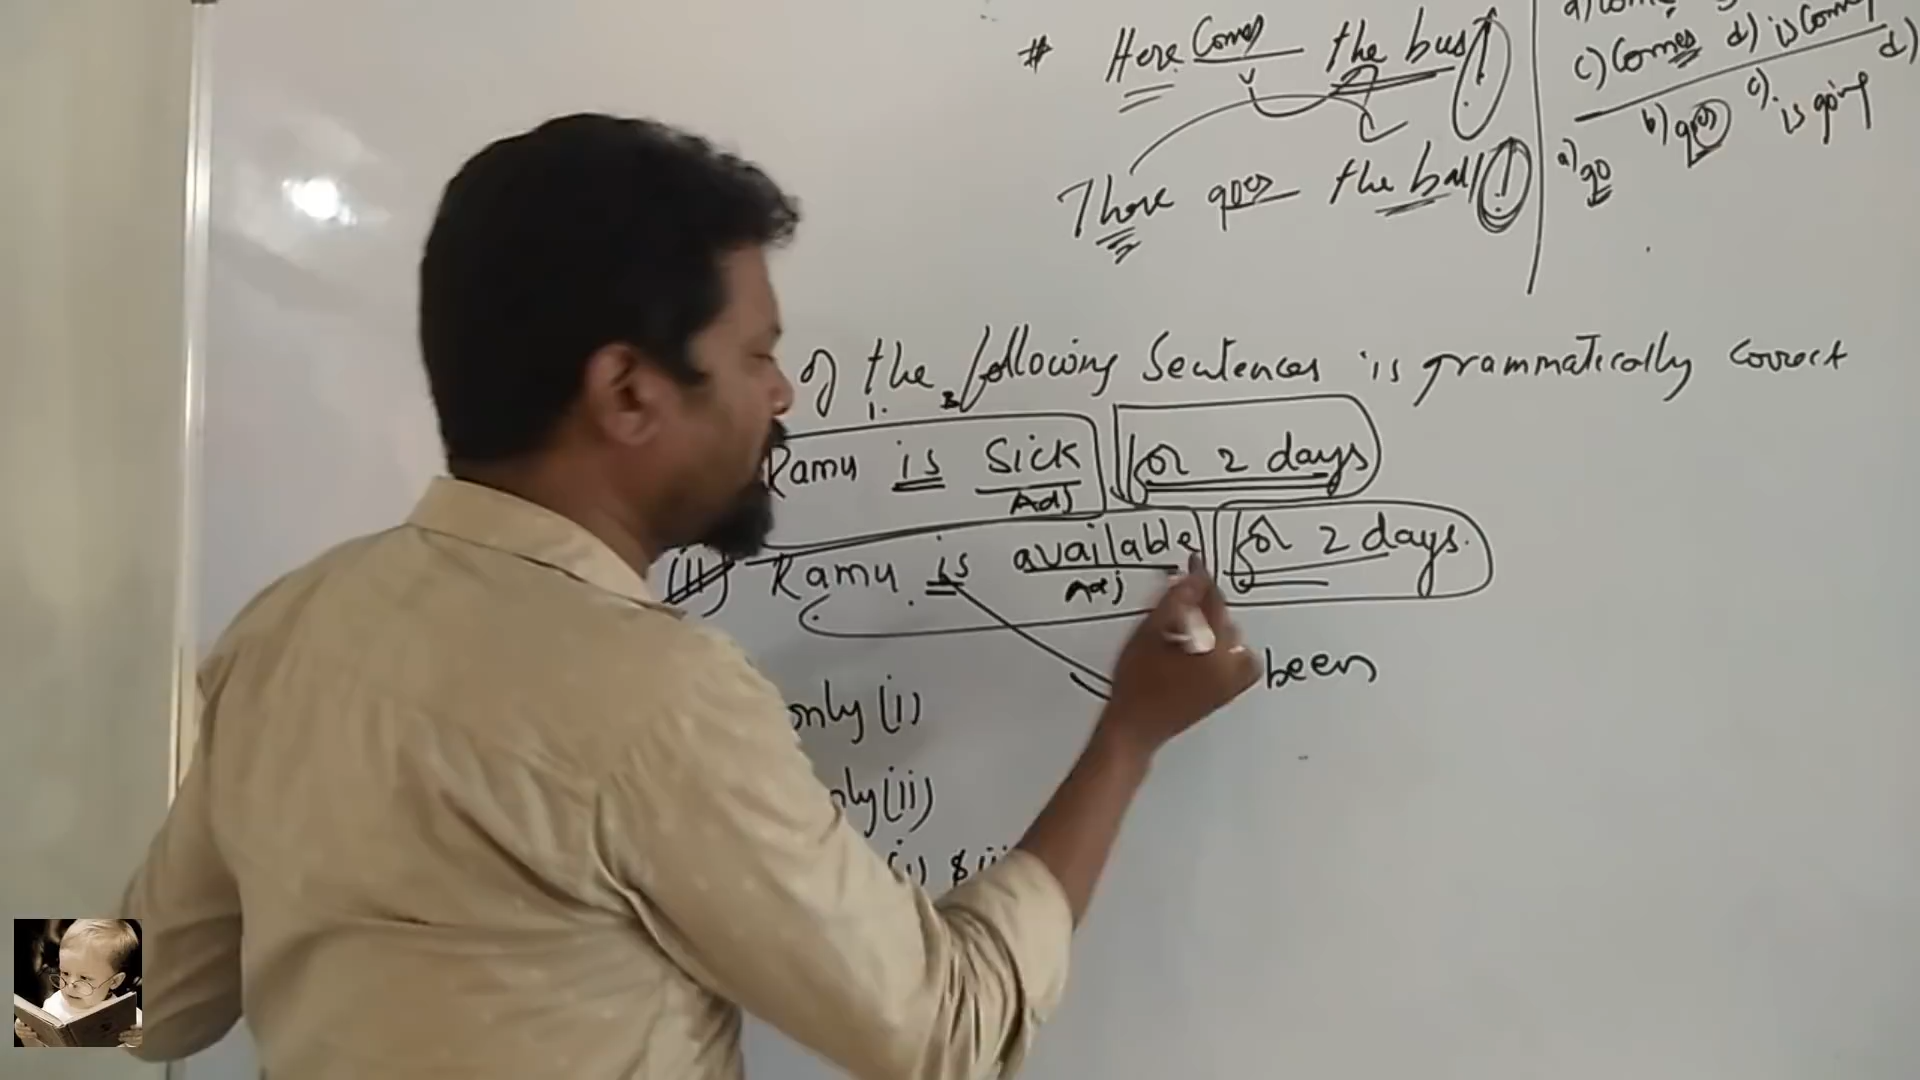 # Here Comes the bus!
There goes the ball!
c) Comes d) is coming
a) go b) goes c) is going d)
of the following Sentences is grammatically correct
Ramu is Sick for 2 days
Adj
(ii) Ramu is available for 2 days.
Adj
been
only (i)
only (ii)
(i) & ii